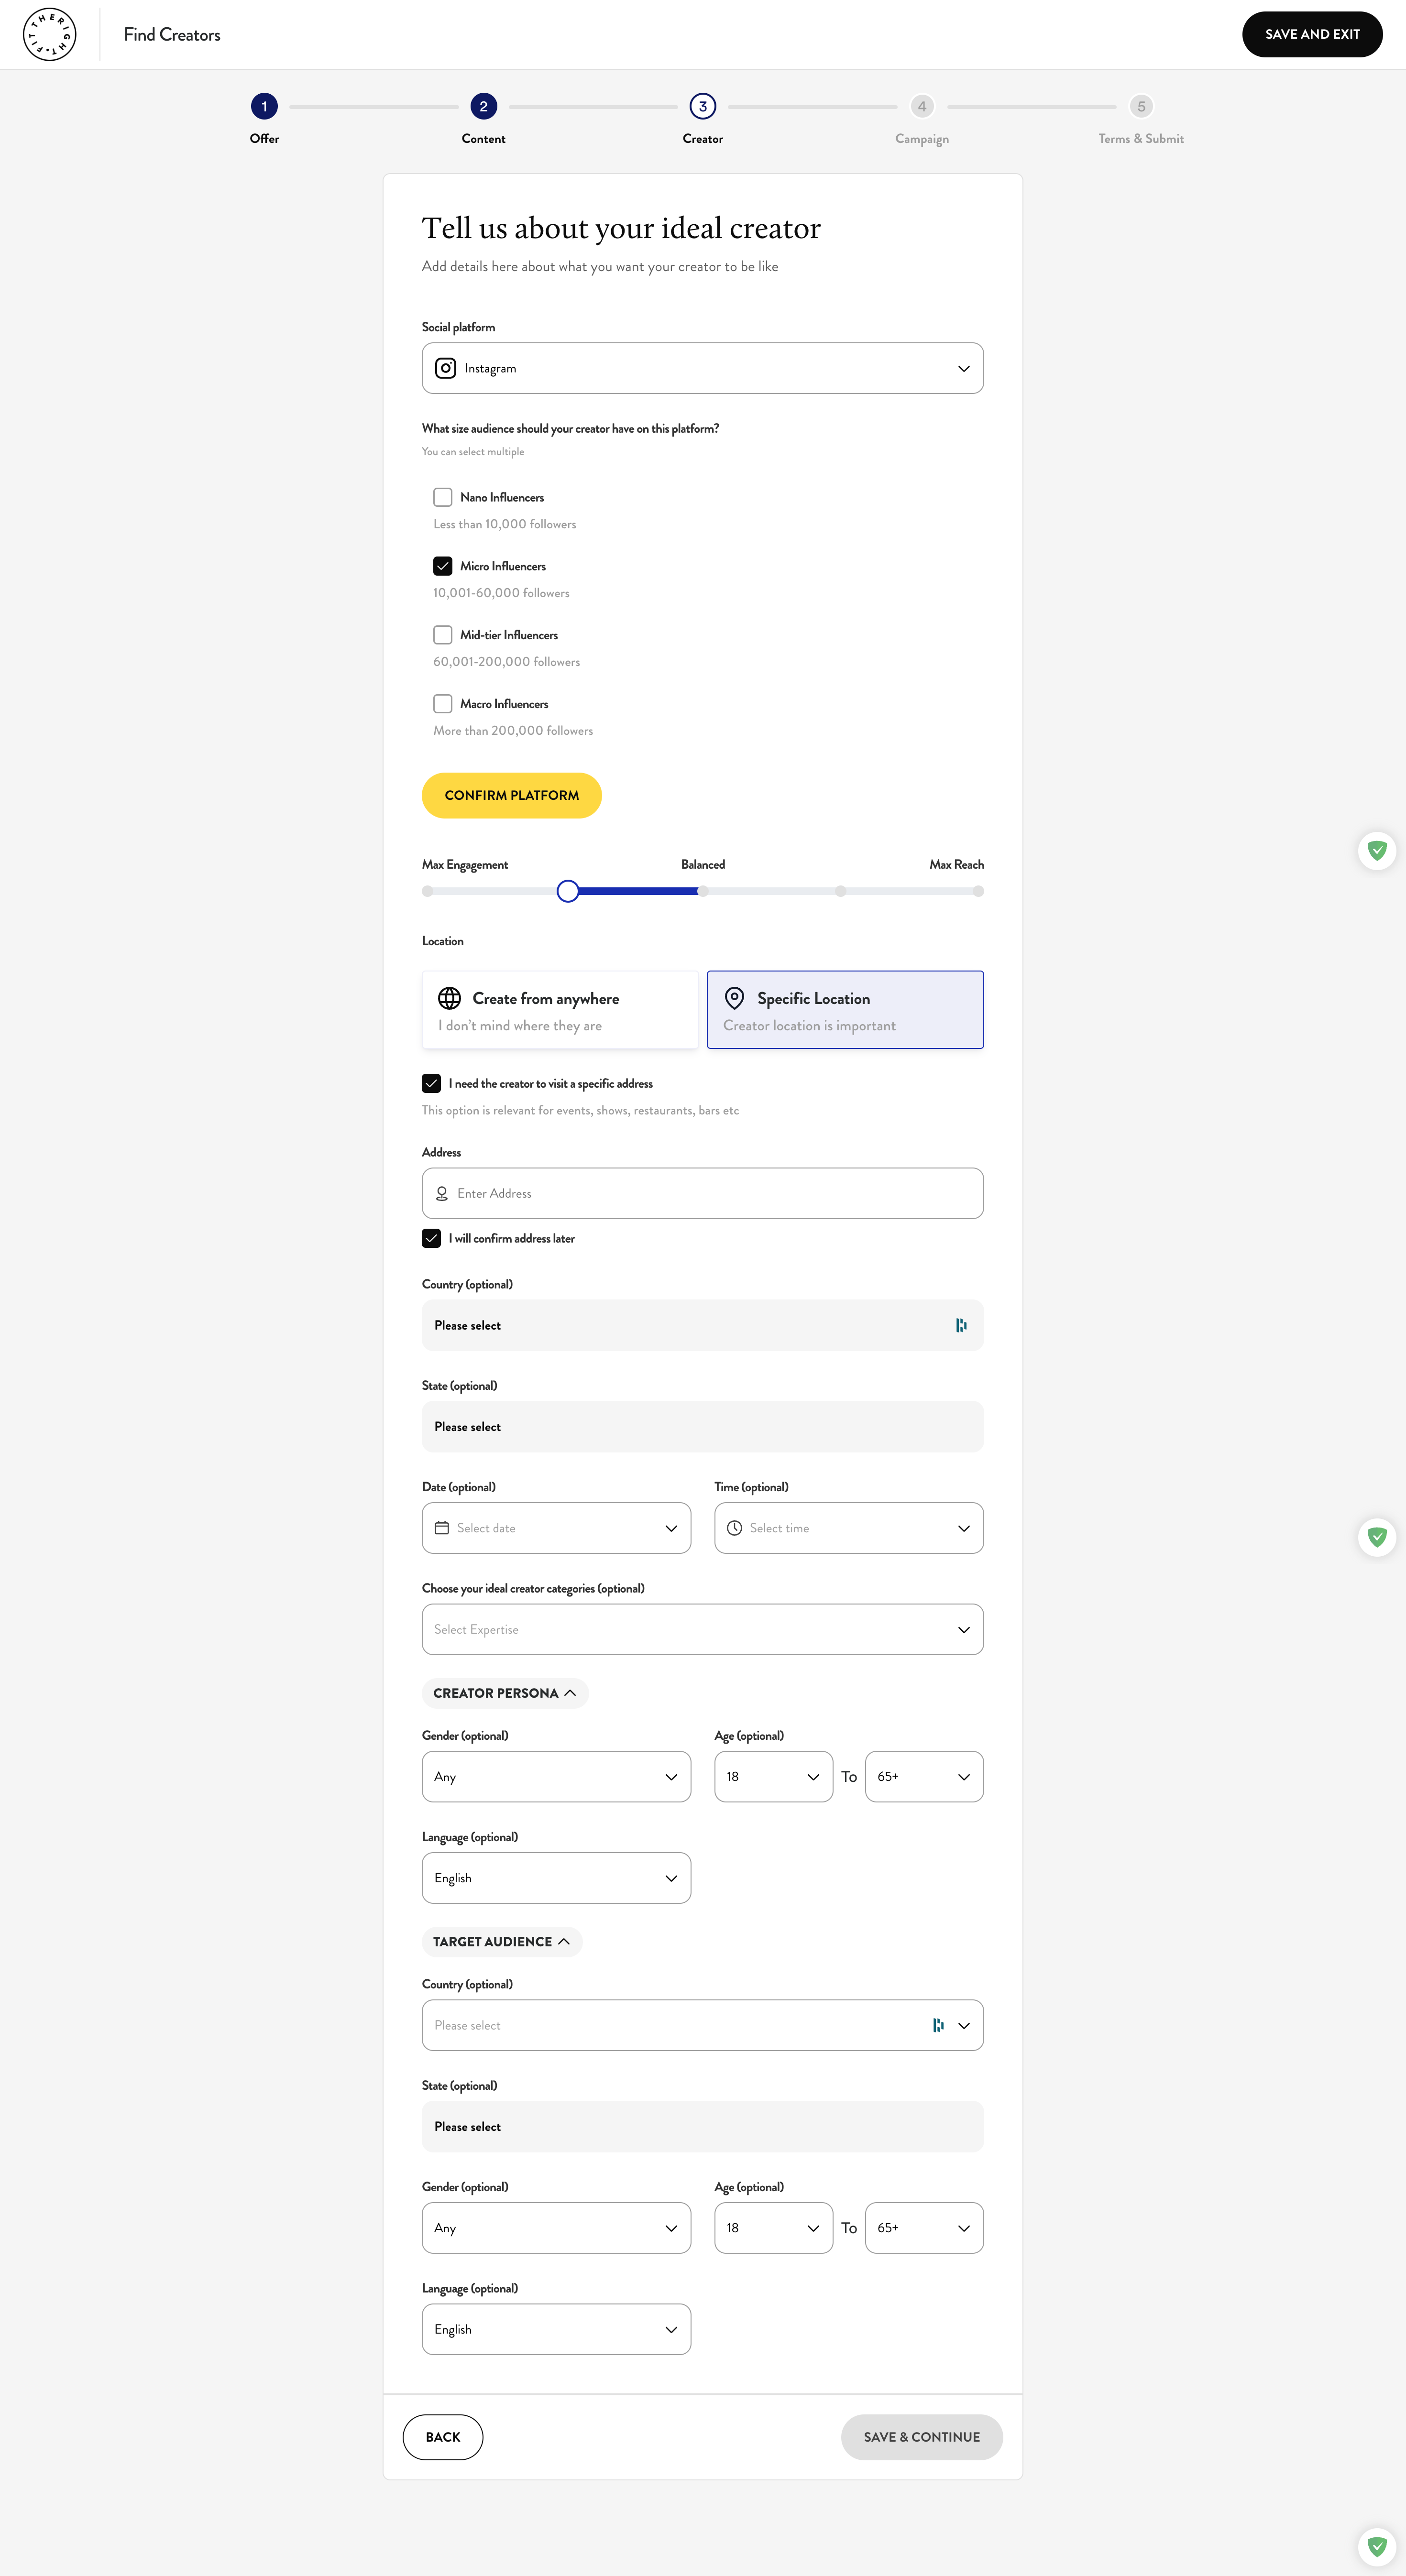 THERIGHT.FIT.
Find Creators
SAVE AND EXIT
1
2
3
4
5
Offer
Content
Creator
Campaign
Terms & Submit
Tell us about your ideal creator
Add details here about what you want your creator to be like
Social platform
Instagram
What size audience should your creator have on this platform?
You can select multiple
Nano Influencers
Less than 10,000 followers
Micro Influencers
10,001-60,000 followers
Mid-tier Influencers
60,001-200,000 followers
Macro Influencers
More than 200,000 followers
CONFIRM PLATFORM
Max Engagement
Balanced
Max Reach
Location
Create from anywhere
I don't mind where they are
Specific Location
Creator location is important
I need the creator to visit a specific address
This option is relevant for events, shows, restaurants, bars etc
Address
Enter Address
I will confirm address later
Country (optional)
Please select
State (optional)
Please select
Date (optional)
Time (optional)
Select date
Select time
Choose your ideal creator categories (optional)
Select Expertise
CREATOR PERSONA
Gender (optional)
Age (optional)
Any
18
To
65+
Language (optional)
English
TARGET AUDIENCE
Country (optional)
Please select
State (optional)
Please select
Gender (optional)
Age (optional)
Any
18
To
65+
Language (optional)
English
BACK
SAVE & CONTINUE